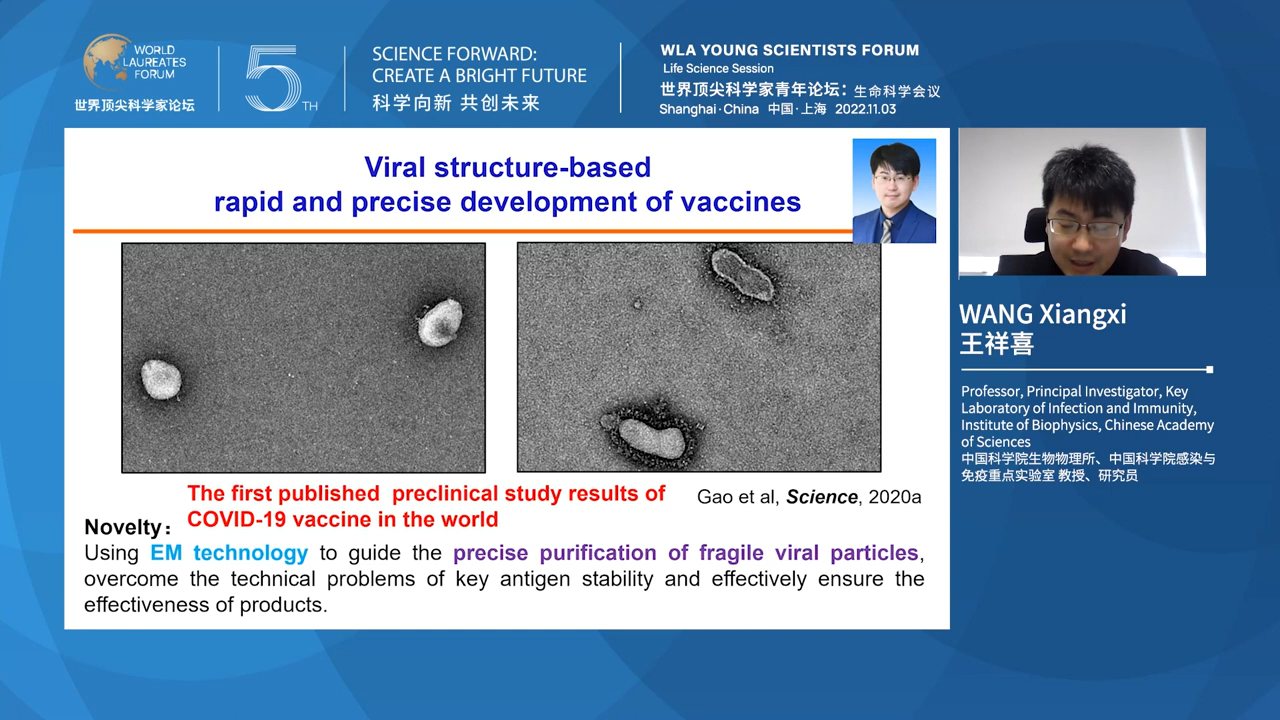 WORLD
LAUREATES
FORUM
世界顶尖科学家论坛
5TH
SCIENCE FORWARD:
CREATE A BRIGHT FUTURE
科学向新 共创未来
WLA YOUNG SCIENTISTS FORUM
Life Science Session
世界顶尖科学家青年论坛：生命科学会议
Shanghai·China 中国·上海 2022.11.03
Viral structure-based
rapid and precise development of vaccines
The first published preclinical study results of
COVID-19 vaccine in the world
Gao et al, Science, 2020a
Novelty：
Using EM technology to guide the precise purification of fragile viral particles,
overcome the technical problems of key antigen stability and effectively ensure the
effectiveness of products.
WANG Xiangxi
王祥喜
Professor, Principal Investigator, Key
Laboratory of Infection and Immunity,
Institute of Biophysics, Chinese Academy
of Sciences
中国科学院生物物理所、中国科学院感染与
免疫重点实验室 教授、研究员